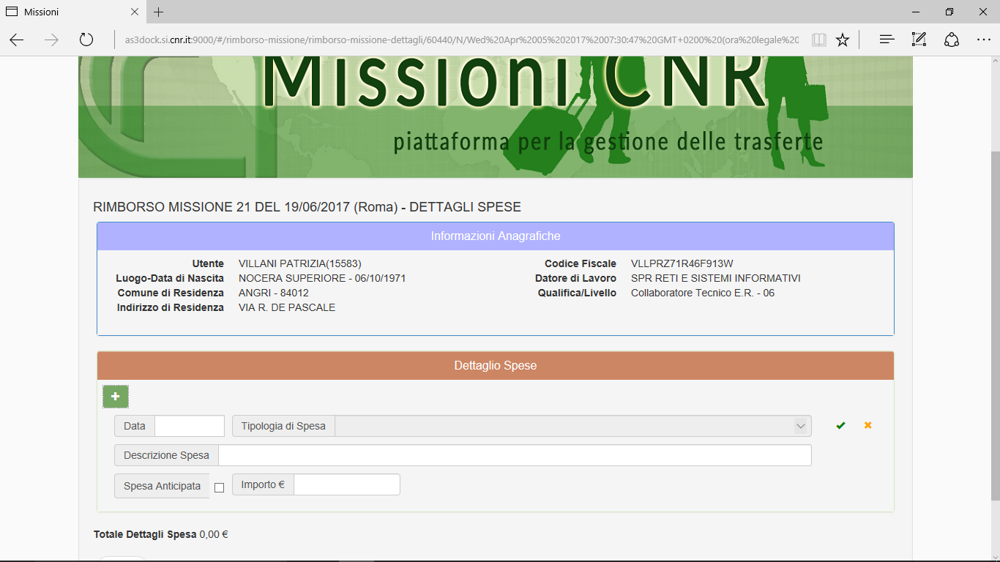 Missioni
as3dock.si.cnr.it:9000/#/rimborso-missione/rimborso-missione-dettagli/60440/N/Wed%20Apr%2005%202017%2007:30:47%20GMT+0200%20(ora%20legale%20
Missioni CNR
piattaforma per la gestione delle trasferte
RIMBORSO MISSIONE 21 DEL 19/06/2017 (Roma) - DETTAGLI SPESE
Informazioni Anagrafiche
Utente VILLANI PATRIZIA(15583) Codice Fiscale VLLPRZ71R46F913W
Luogo-Data di Nascita NOCERA SUPERIORE - 06/10/1971 Datore di Lavoro SPR RETI E SISTEMI INFORMATIVI
Comune di Residenza ANGRI - 84012 Qualifica/Livello Collaboratore Tecnico E.R. - 06
Indirizzo di Residenza VIA R. DE PASCALE
Dettaglio Spese
Data Tipologia di Spesa
Descrizione Spesa
Spesa Anticipata Importo €
Totale Dettagli Spesa 0,00 €